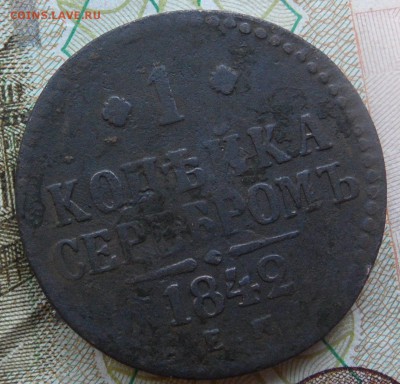 COINS.LAVE.RU
1
КОПѢЙКА
СЕРЕБРОМЪ
1842